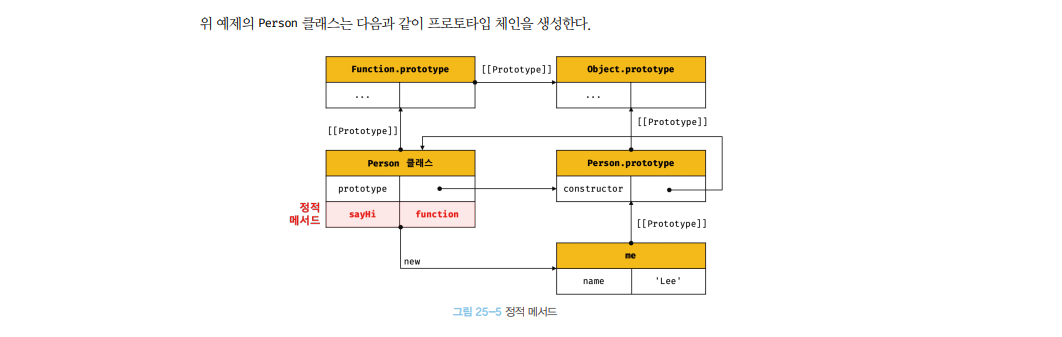 위 예제의 Person 클래스는 다음과 같이 프로토타입 체인을 생성한다.
Function.prototype
[[Prototype]]
Object.prototype
...
...
[[Prototype]]
[[Prototype]]
Person 클래스
Person.prototype
prototype
constructor
정적
메서드
sayHi
function
[[Prototype]]
new
me
name
'Lee'
그림 25-5 정적 메서드